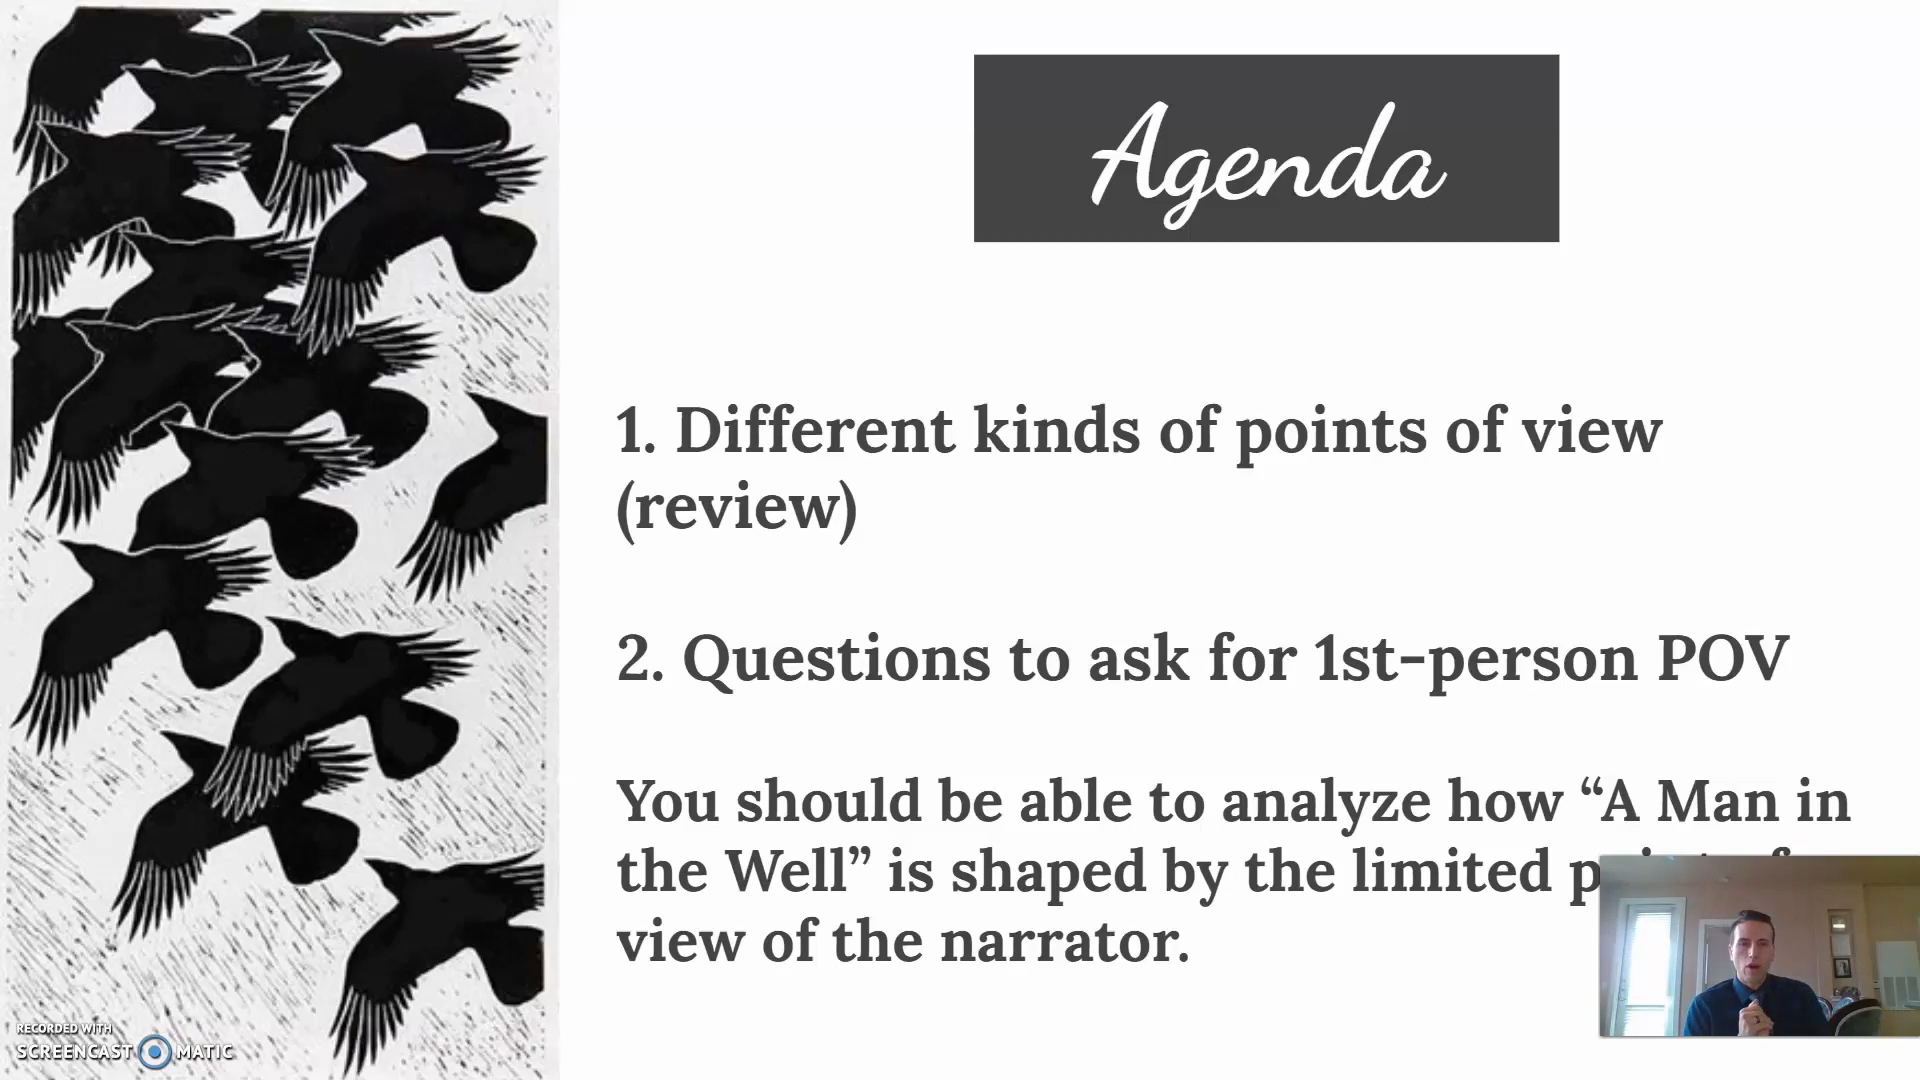 Agenda
1. Different kinds of points of view
(review)
2. Questions to ask for 1st-person POV
You should be able to analyze how “A Man in
the Well” is shaped by the limited
view of the narrator.
RECORDED WITH
SCREENCAST MATIC